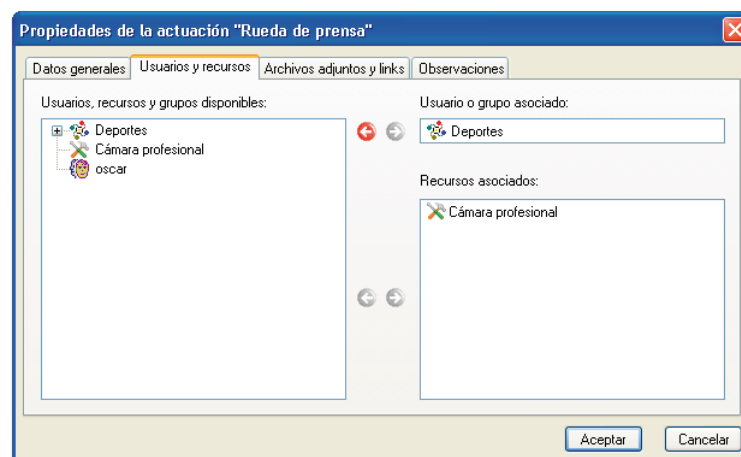 Propiedades de la actuación "Rueda de prensa"
Datos generales Usuarios y recursos Archivos adjuntos y links Observaciones
Usuarios, recursos y grupos disponibles:
Deportes
Cámara profesional
oscar
Usuario o grupo asociado:
Deportes
Recursos asociados:
Cámara profesional
Aceptar Cancelar